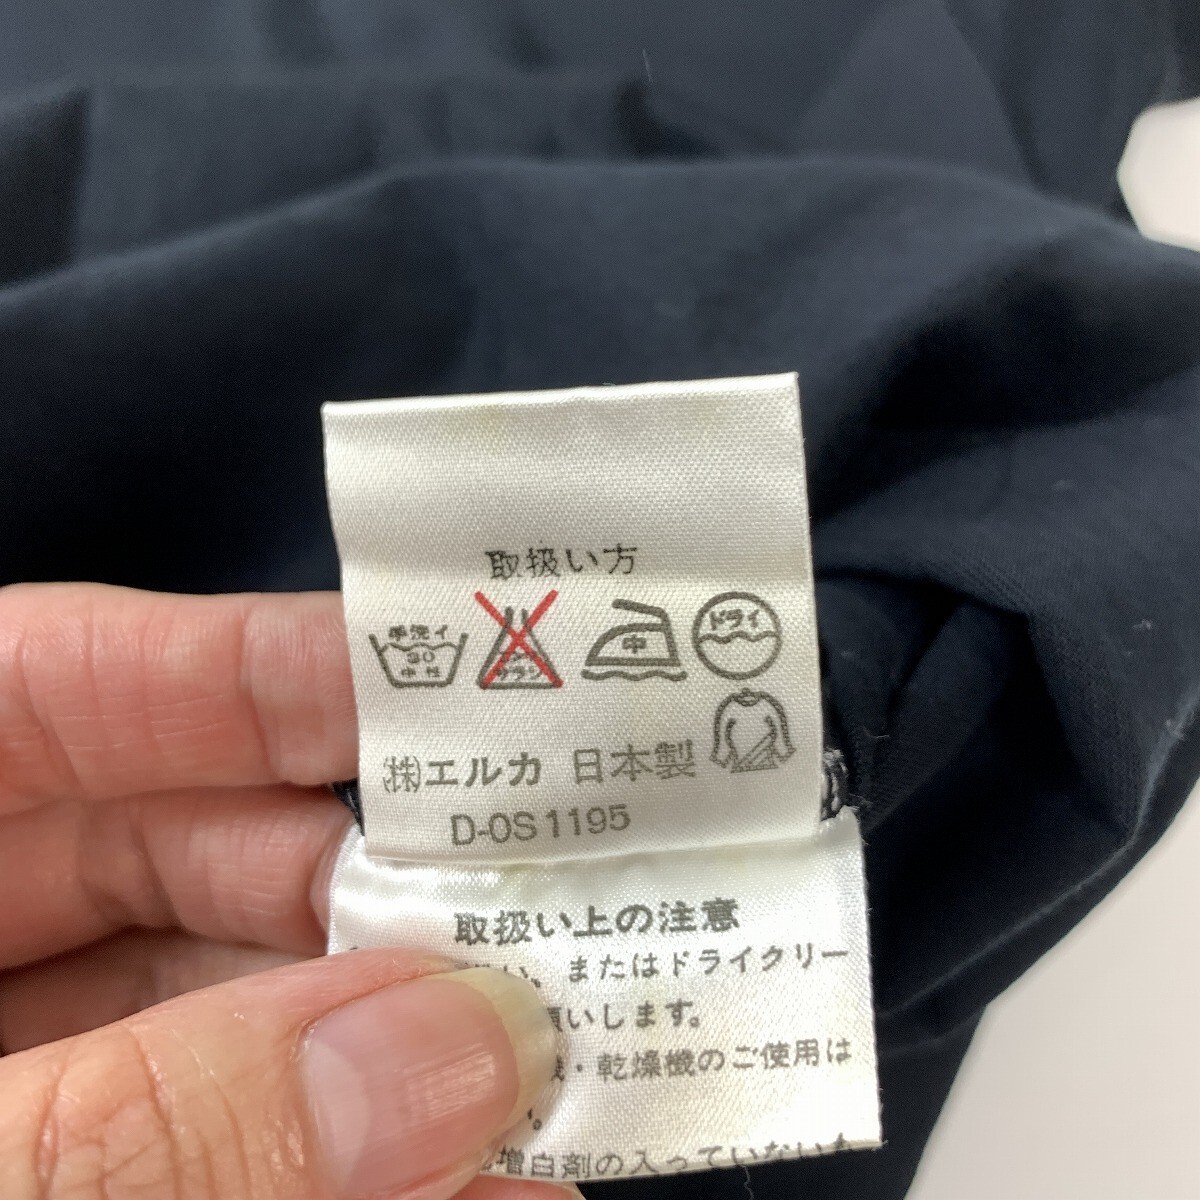 取扱い方
手洗イ
30
中性
エンソ
サラシ
中
ドライ
(株)エルカ 日本製
D-OS1195
取扱い上の注意
い、またはドライクリー
願いします。
機・乾燥機のご使用は
い。
増白剤の入っていないも